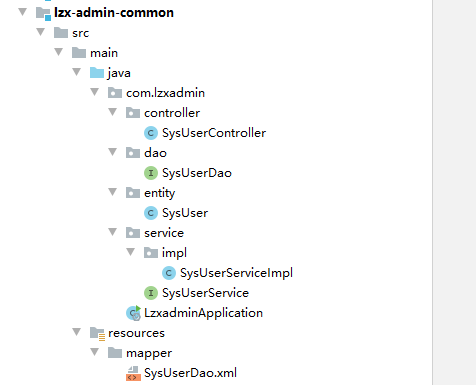 lzx-admin-common
src
main
java
com.lzxadmin
controller
SysUserController
dao
SysUserDao
entity
SysUser
service
impl
SysUserServiceImpl
SysUserService
LzxadminApplication
resources
mapper
SysUserDao.xml